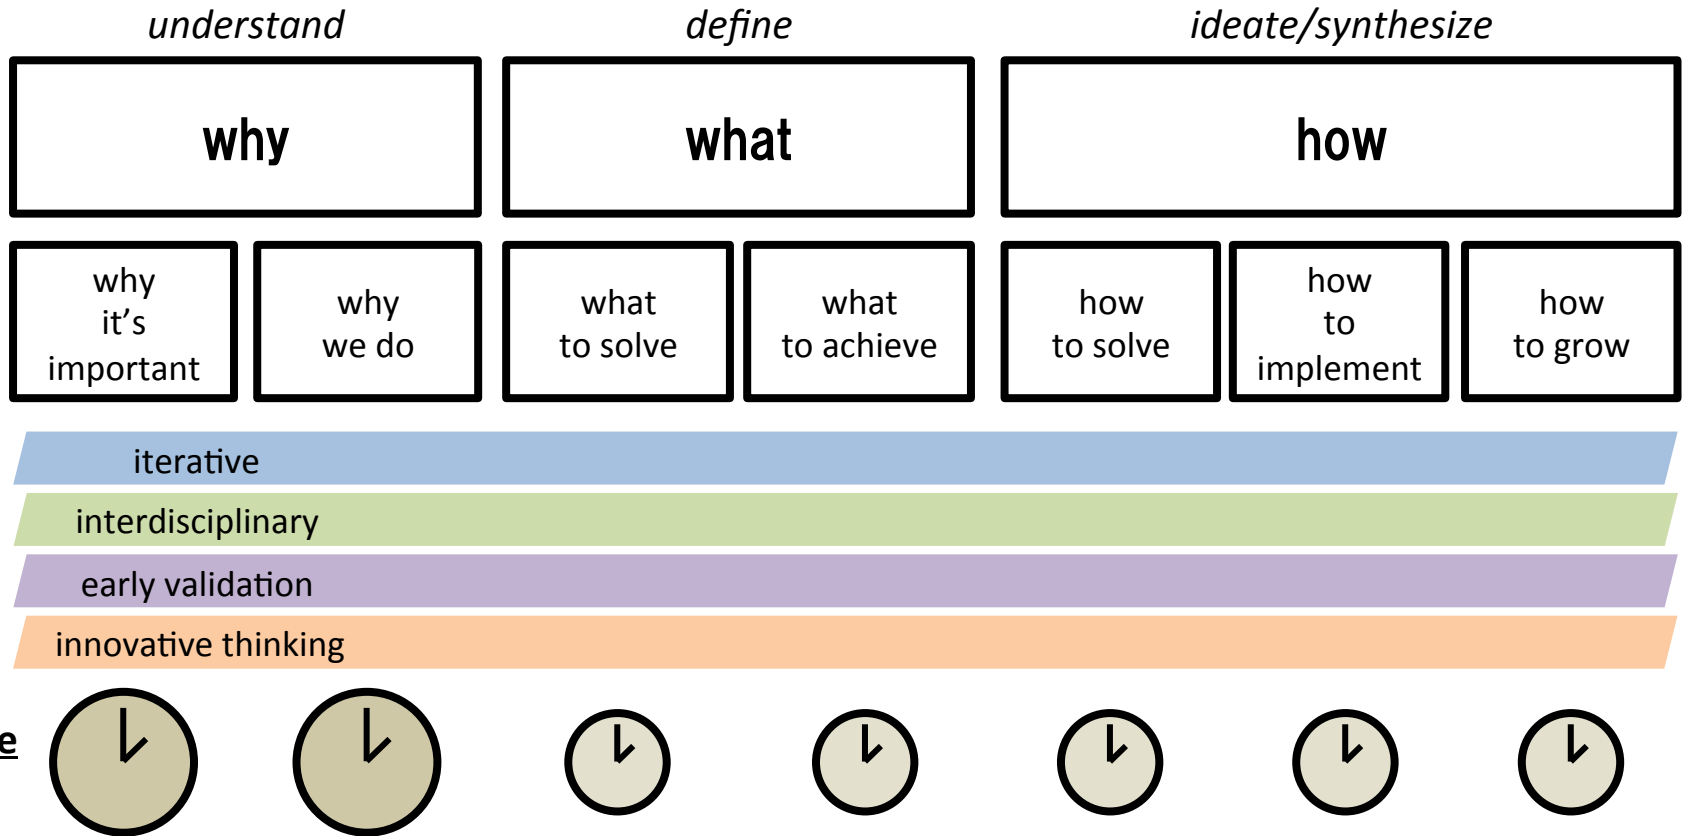 understand define ideate/synthesize
why what how
why
it's
important
why
we do
what
to solve
what
to achieve
how
to solve
how
to
implement
how
to grow
iterative
interdisciplinary
early validation
innovative thinking
e